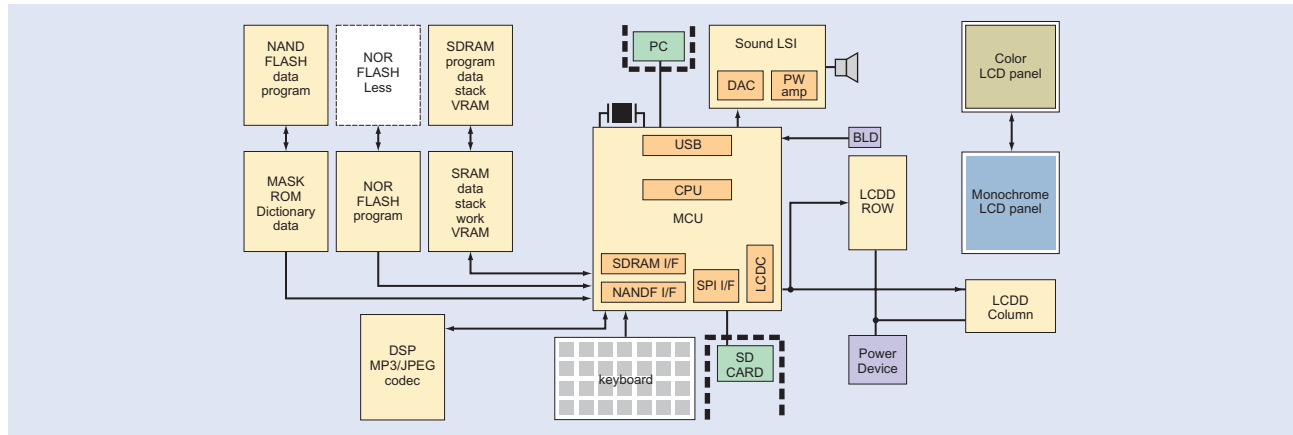 NAND
FLASH
data
program
NOR
FLASH
Less
SDRAM
program
data
stack
VRAM
PC
Sound LSI
DAC
PW
amp
Color
LCD panel
MASK
ROM
Dictionary
data
NOR
FLASH
program
SRAM
data
stack
work
VRAM
USB
CPU
MCU
SDRAM I/F
NANDF I/F
SPI I/F
LCDC
BLD
LCDD
ROW
Monochrome
LCD panel
LCDD
Column
DSP
MP3/JPEG
codec
keyboard
SD
CARD
Power
Device